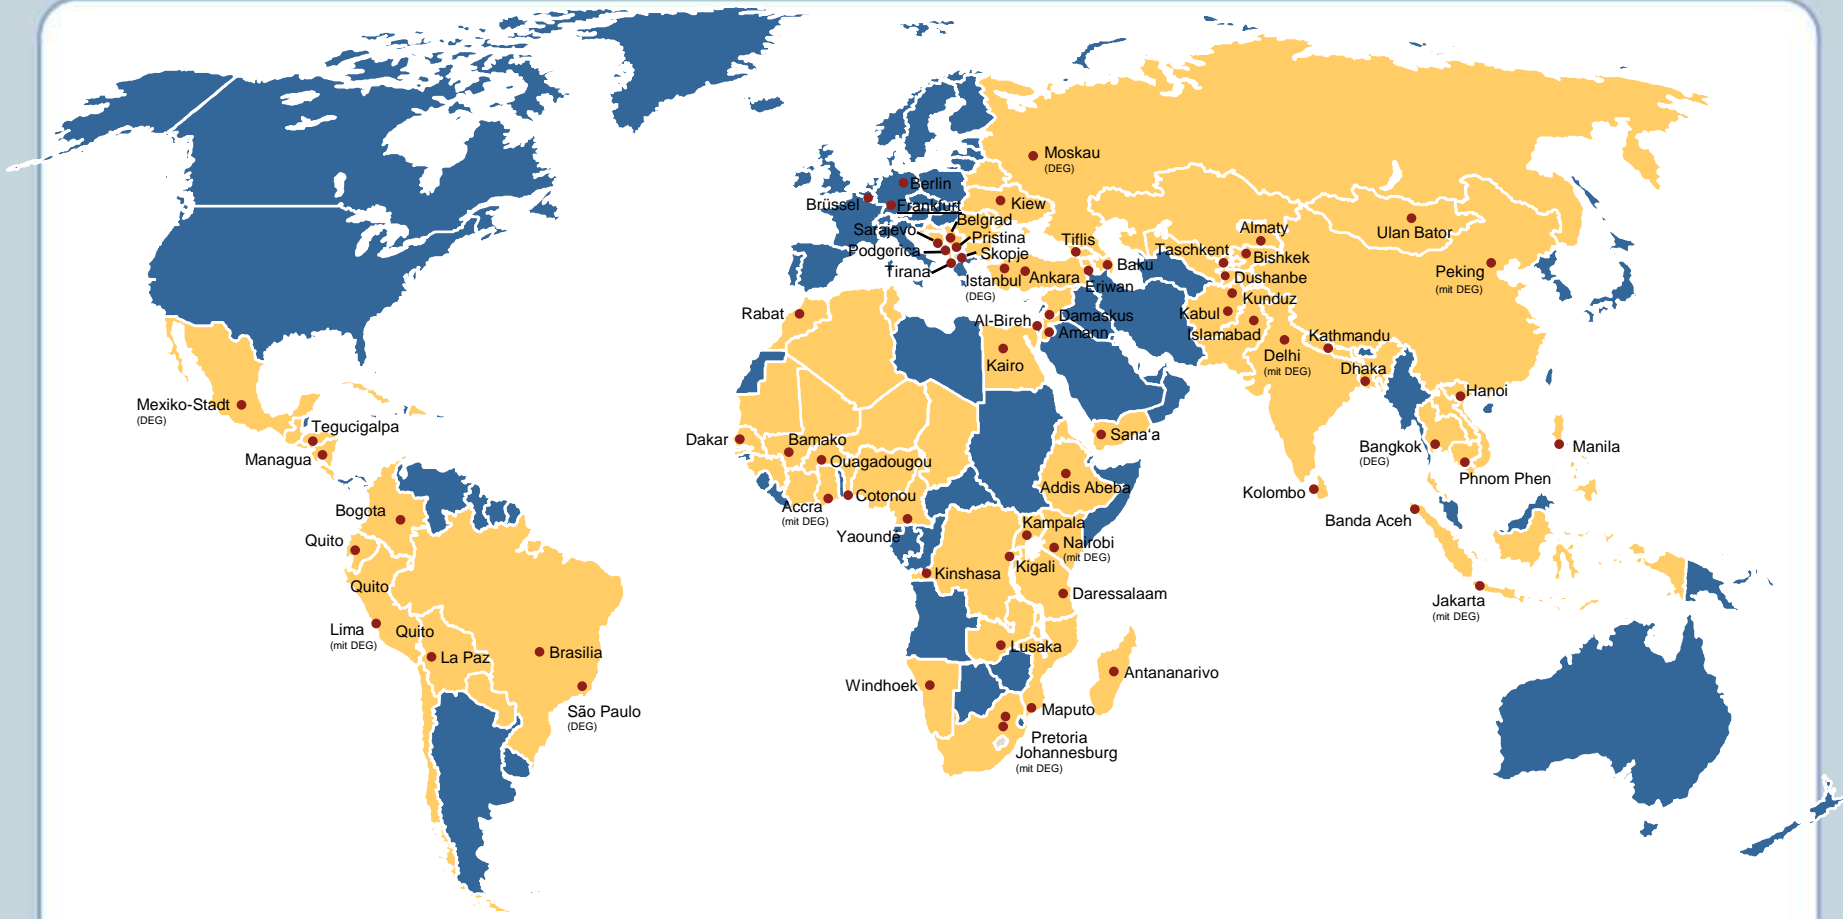 Moskau
(DEG)
Berlin
Brüssel
Frankfurt
Kiew
Belgrad
Sarajevo
Pristina
Podgorica
Skopje
Tirana
Istanbul
(DEG)
Ankara
Tiflis
Baku
Eriwan
Almaty
Taschkent
Bishkek
Dushanbe
Kunduz
Kabul
Islamabad
Ulan Bator
Peking
(mit DEG)
Kathmandu
Delhi
(mit DEG)
Dhaka
Hanoi
Rabat
Al-Bireh
Damaskus
Amann
Kairo
Mexiko-Stadt
(DEG)
Tegucigalpa
Managua
Dakar
Bamako
Ouagadougou
Sana‘a
Bangkok
(DEG)
Manila
Phnom Phen
Addis Abeba
Kolombo
Cotonou
Accra
(mit DEG)
Yaoundé
Banda Aceh
Bogota
Quito
Kampala
Nairobi
(mit DEG)
Kigali
Kinshasa
Quito
Daressalaam
Jakarta
(mit DEG)
Lima
(mit DEG)
Quito
La Paz
Brasilia
Lusaka
Windhoek
Antananarivo
São Paulo
(DEG)
Maputo
Pretoria
Johannesburg
(mit DEG)